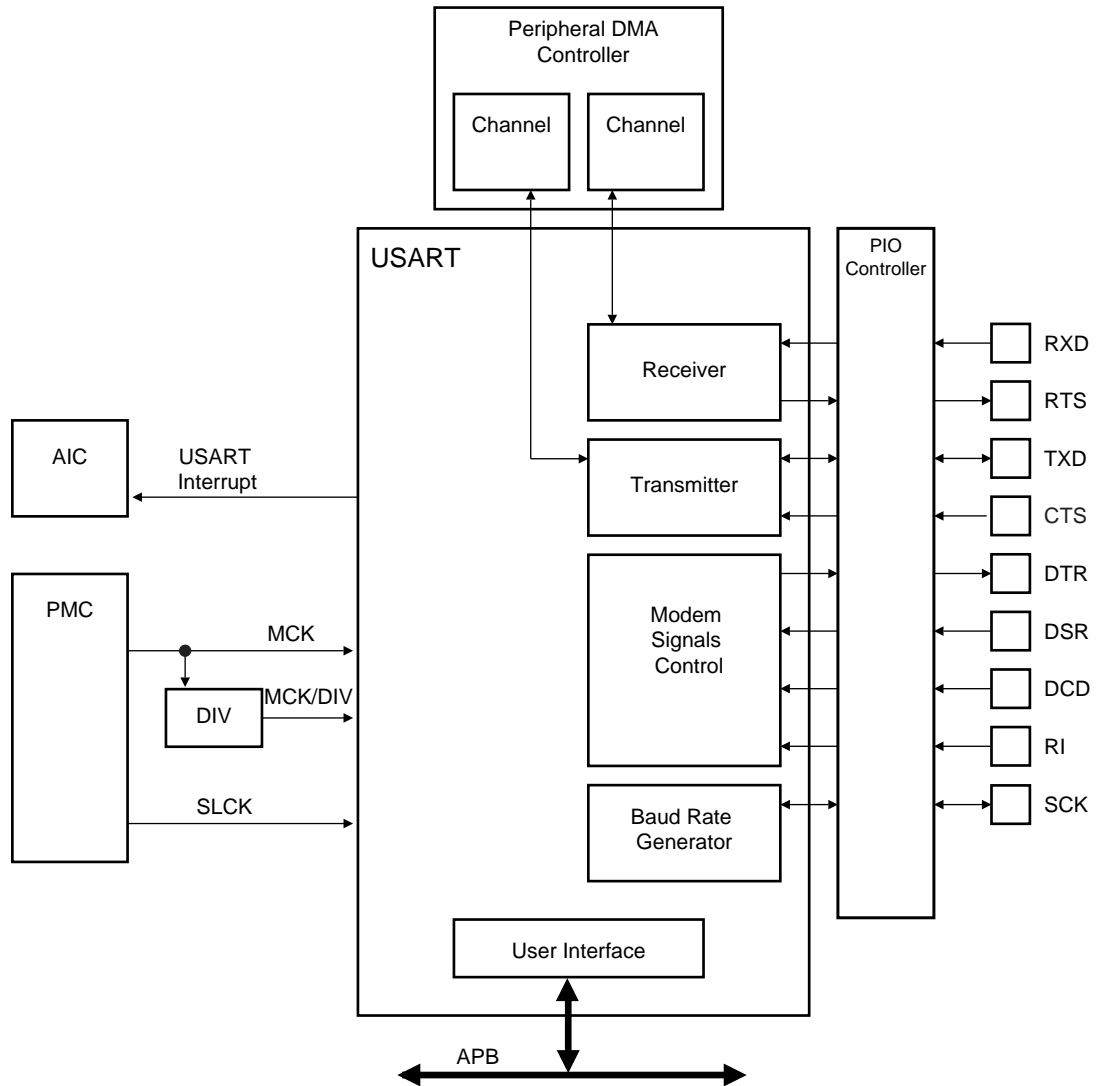 Peripheral DMA
Controller
Channel
Channel
USART
PIO
Controller
Receiver
RXD
RTS
AIC
USART
Interrupt
Transmitter
TXD
CTS
PMC
MCK
DIV
MCK/DIV
SLCK
Modem
Signals
Control
DTR
DSR
DCD
RI
Baud Rate
Generator
SCK
User Interface
APB